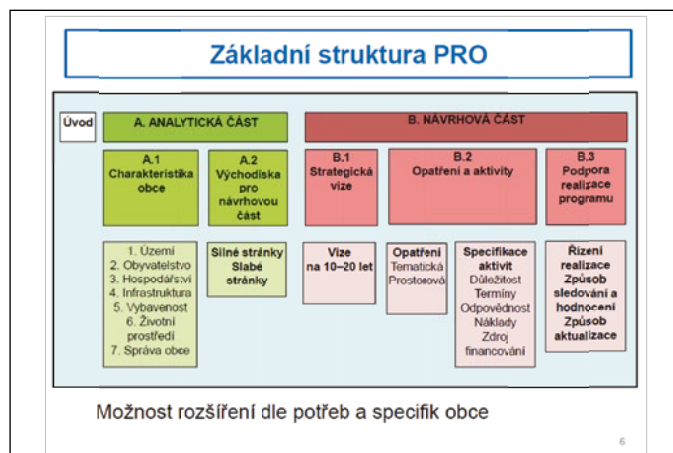 Základní struktura PRO
Úvod
A. ANALYTICKÁ ČÁST
B. NÁVRHOVÁ ČÁST
A.1
Charakteristika
obce
A.2
Východiska
pro
návrhovou
část
B.1
Strategická
vize
B.2
Opatření a aktivity
B.3
Podpora
realizace
programu
1. Území
2. Obyvatelstvo
3. Hospodářství
4. Infrastruktura
5. Vybavenost
6. Životní
prostředí
7. Správa obce
Silné stránky
Slabé
stránky
Vize
na 10–20 let
Opatření
Tematická
Prostorová
Specifikace
aktivit
Důležitost
Termíny
Odpovědnost
Náklady
Zdroj
financování
Řízení
realizace
Způsob
sledování a
hodnocení
Způsob
aktualizace
Možnost rozšíření dle potřeb a specifik obce
6